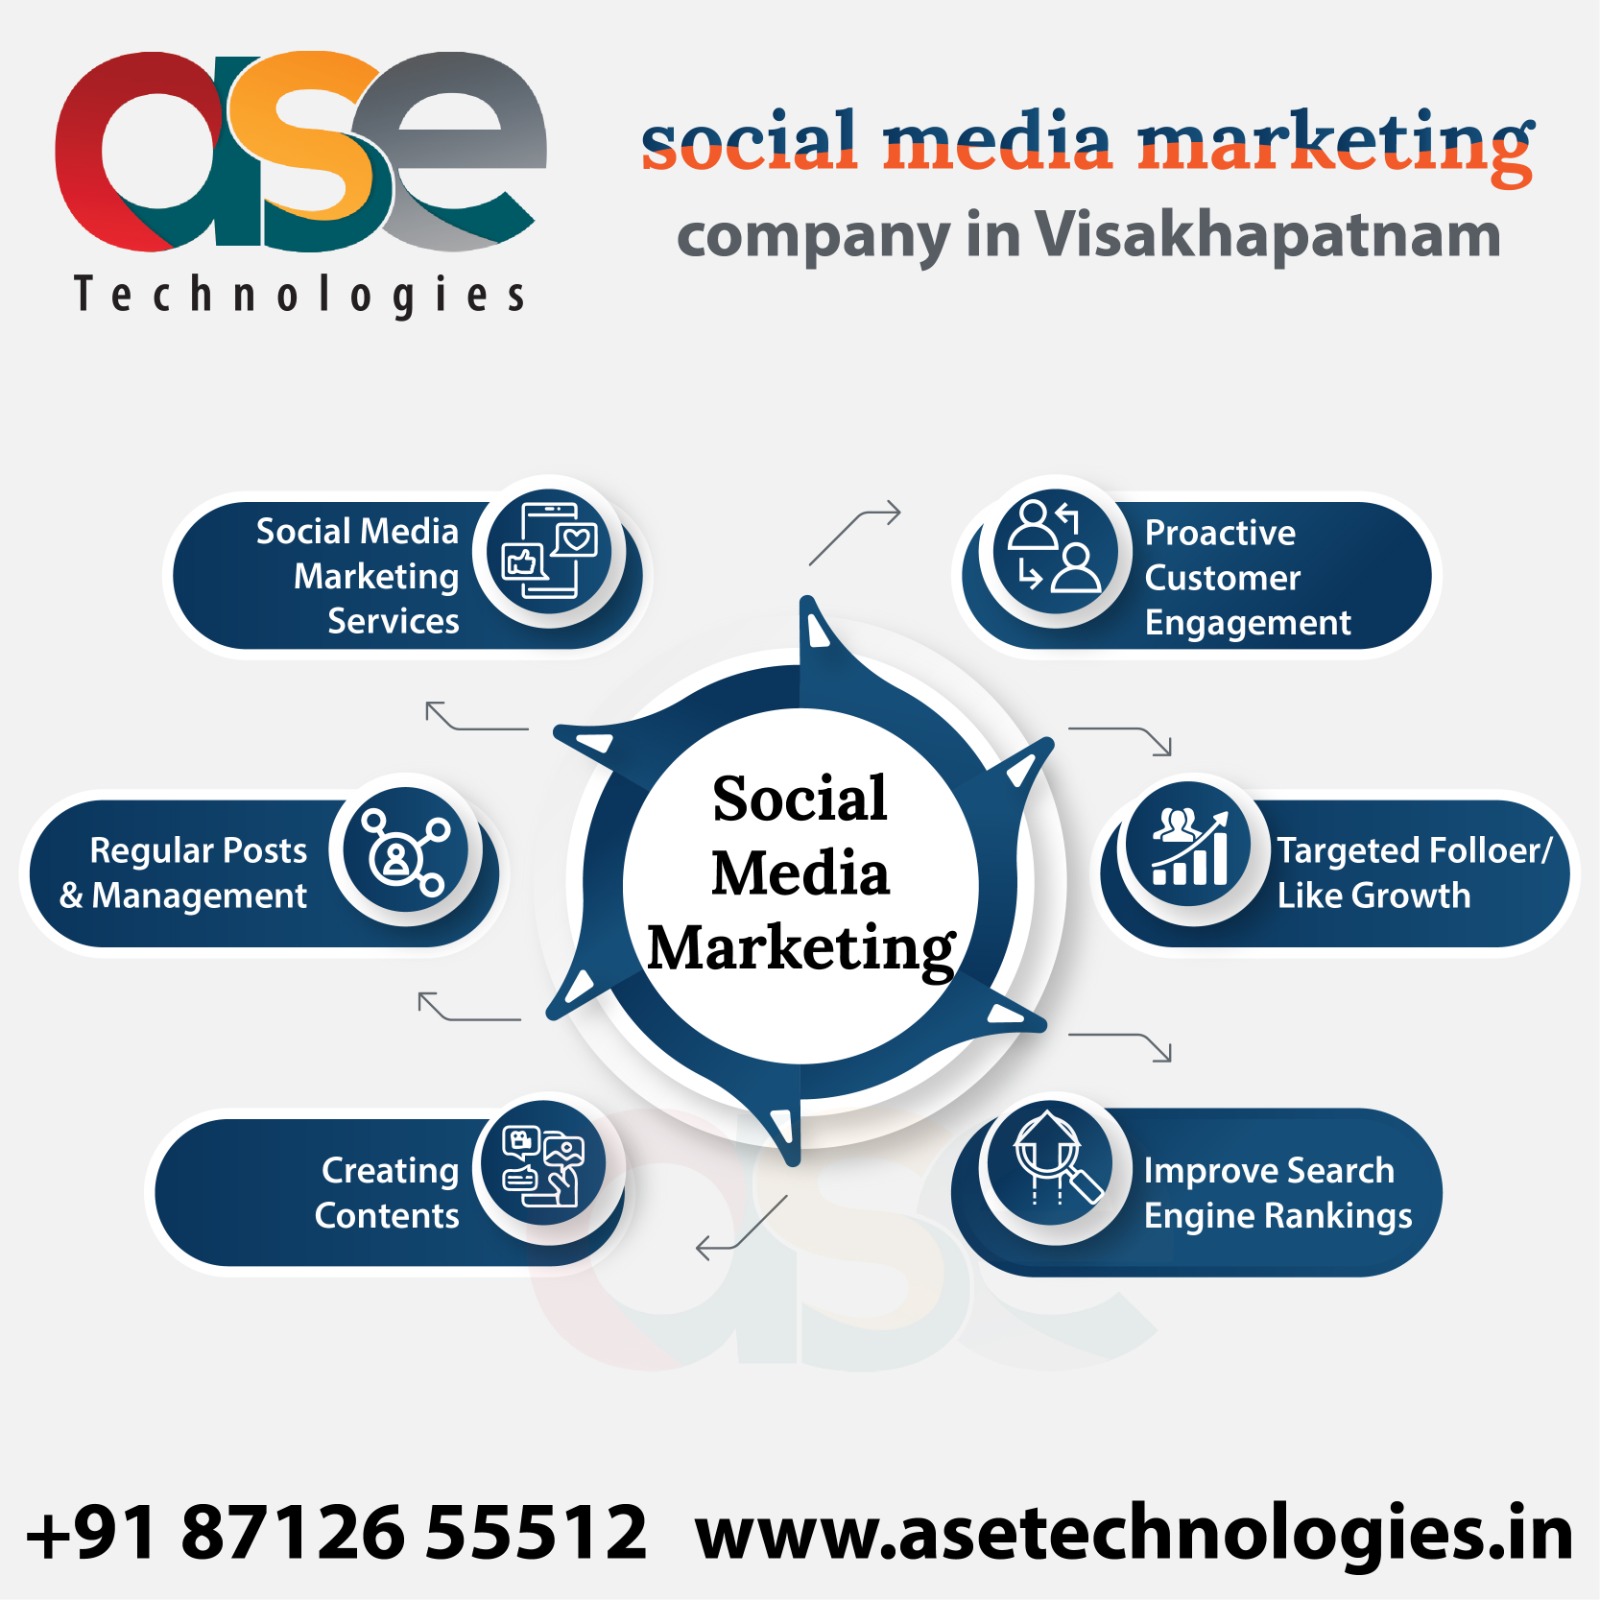 ase
Technologies
social media marketing
company in Visakhapatnam
Social Media
Marketing
Services
Proactive
Customer
Engagement
Regular Posts
& Management
Social
Media
Marketing
Targeted Folloer/
Like Growth
Creating
Contents
Improve Search
Engine Rankings
ase
+91 87126 55512 www.asetechnologies.in